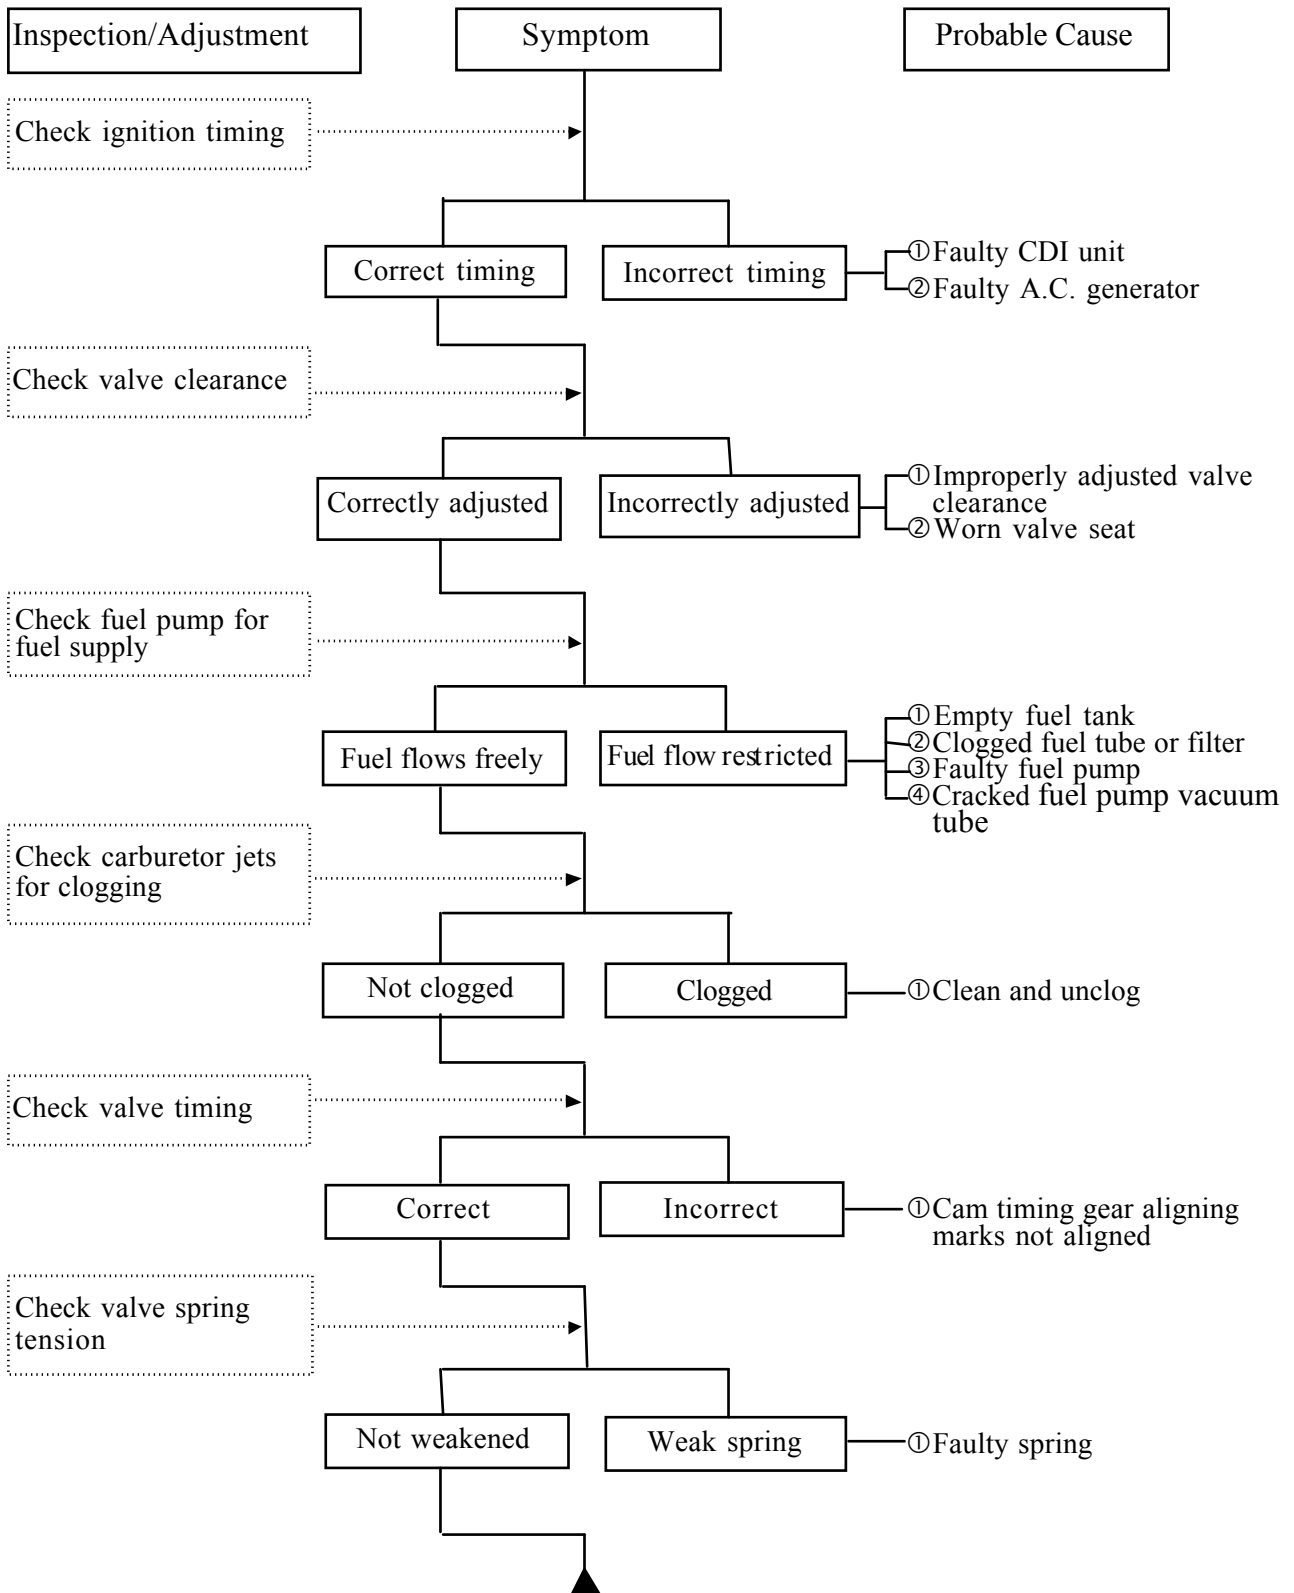 Inspection/Adjustment
Symptom
Probable Cause
Check ignition timing
Correct timing
Incorrect timing
①Faulty CDI unit
②Faulty A.C. generator
Check valve clearance
Correctly adjusted
Incorrectly adjusted
①Improperly adjusted valve
clearance
②Worn valve seat
Check fuel pump for
fuel supply
Fuel flows freely
Fuel flow restricted
①Empty fuel tank
②Clogged fuel tube or filter
③Faulty fuel pump
④Cracked fuel pump vacuum
tube
Check carburetor jets
for clogging
Not clogged
Clogged
①Clean and unclog
Check valve timing
Correct
Incorrect
①Cam timing gear aligning
marks not aligned
Check valve spring
tension
Not weakened
Weak spring
①Faulty spring